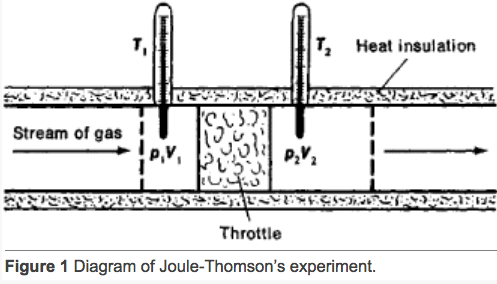 T₁
T₂
Heat insulation
Stream of gas
p₁V₁
p₂V₂
Throttle
Figure 1 Diagram of Joule-Thomson's experiment.